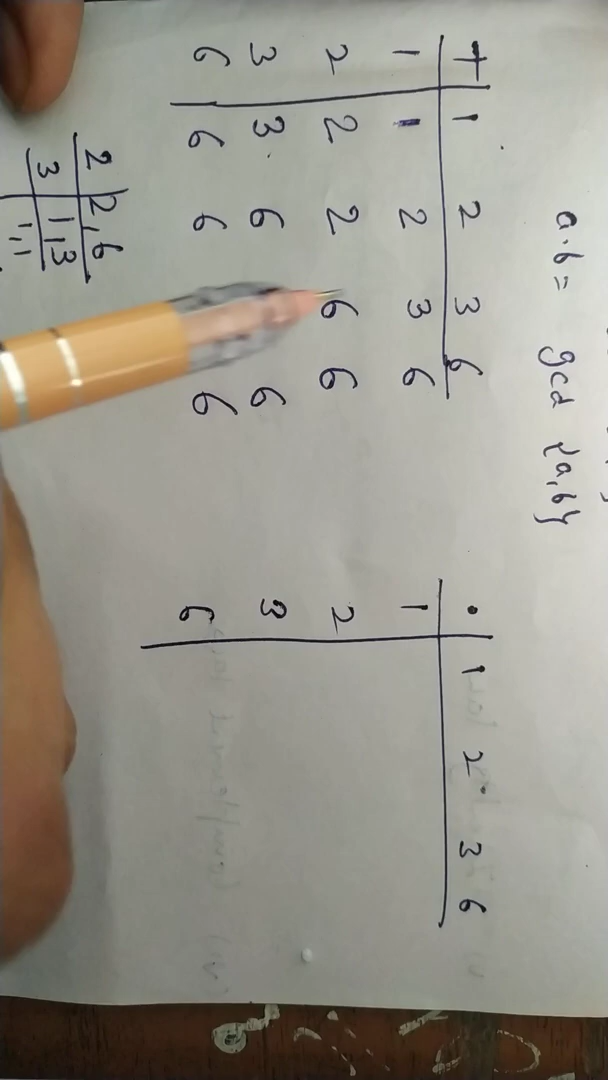 a·b = gcd {a,b}
+ 1 2 3 6
1 1 2 3 6
2 2 2 6 6
3 3 6 6
6 6 6 6
· 1 2 3 6
1
2
3
6
2 2,6
3 1,3
1,1